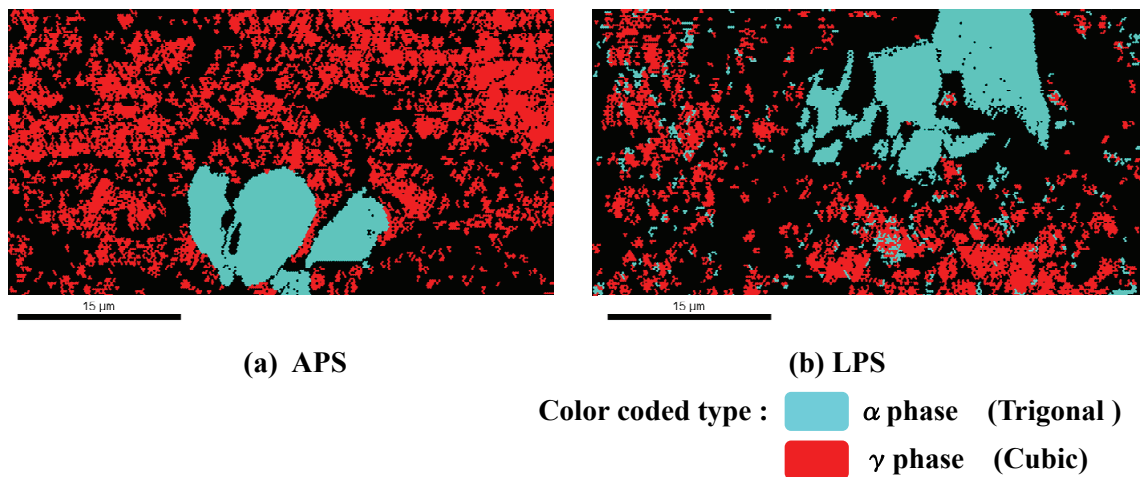 15 µm
15 µm
(a) APS
(b) LPS
Color coded type : α phase (Trigonal )
γ phase (Cubic)